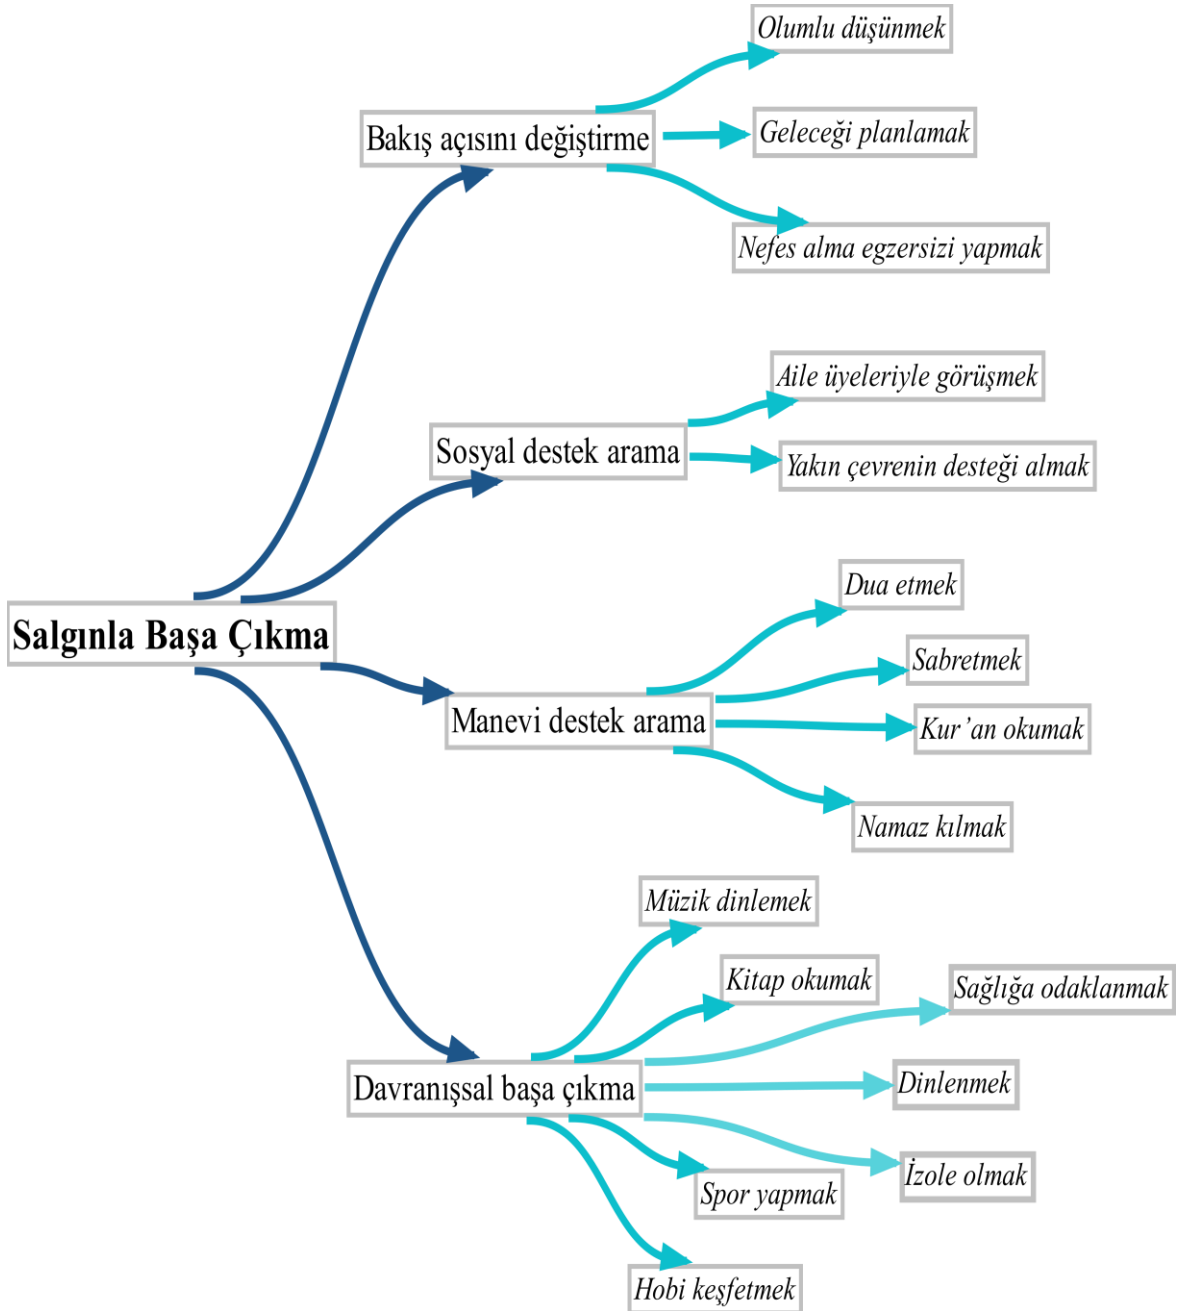 Salgınla Başa Çıkma
Bakış açısını değiştirme
Olumlu düşünmek
Geleceği planlamak
Nefes alma egzersizi yapmak
Sosyal destek arama
Aile üyeleriyle görüşmek
Yakın çevrenin desteği almak
Manevi destek arama
Dua etmek
Sabretmek
Kur’an okumak
Namaz kılmak
Davranışsal başa çıkma
Müzik dinlemek
Kitap okumak
Sağlığa odaklanmak
Dinlenmek
İzole olmak
Spor yapmak
Hobi keşfetmek